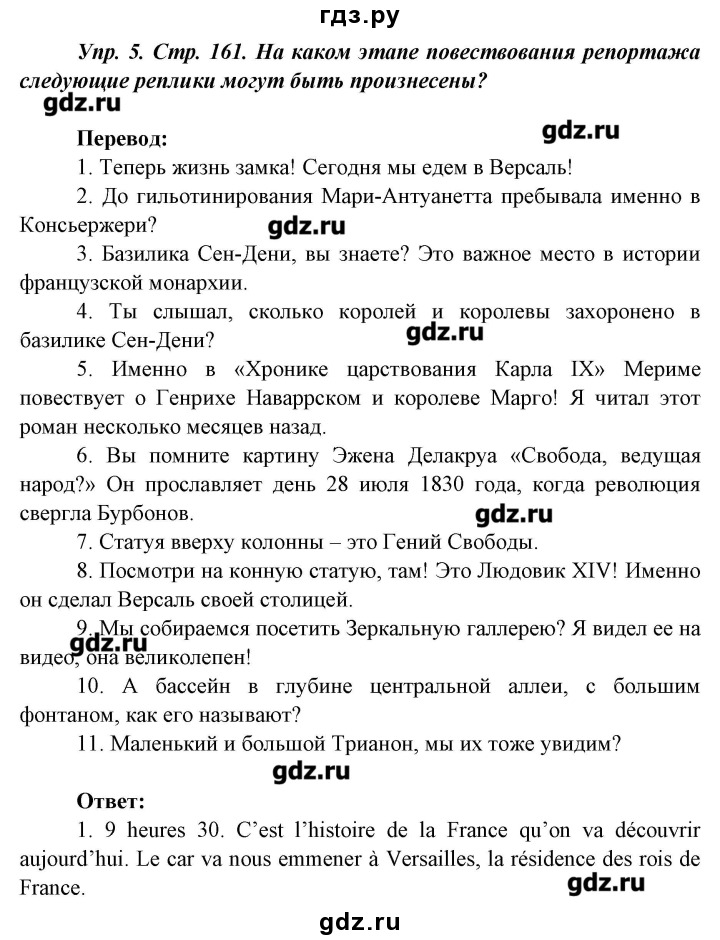 гдз.ру
Упр. 5. Стр. 161. На каком этапе повествования репортажа
следующие реплики могут быть произнесены?
gdz.ru
gdz.ru
Перевод:
1. Теперь жизнь замка! Сегодня мы едем в Версаль!
2. До гильотинирования Мари-Антуанетта пребывала именно в
Консьержери?
gdz.ru
3. Базилика Сен-Дени, вы знаете? Это важное место в истории
французской монархии.
4. Ты слышал, сколько королей и королевы захоронено в
базилике Сен-Дени?
gdz.ru
5. Именно в «Хронике царствования Карла IX» Мериме
повествует о Генрихе Наваррском и королеве Марго! Я читал этот
роман несколько месяцев назад.
6. Вы помните картину Эжена Делакруа «Свобода, ведущая
народ?» Он прославляет день 28 июля 1830 года, когда революция
свергла Бурбонов.
gdz.ru
7. Статуя вверху колонны – это Гений Свободы.
8. Посмотри на конную статую, там! Это Людовик XIV! Именно
он сделал Версаль своей столицей.
9. Мы собираемся посетить Зеркальную галлерею? Я видел ее на
gdz.ru
видео, она великолепен!
10. А бассейн в глубине центральной аллеи, с большим
фонтаном, как его называют?
11. Маленький и большой Трианон, мы их тоже увидим?
gdz.ru
Ответ:
1. 9 heures 30. C’est l’histoire de la France qu’on va découvrir
aujourd’hui. Le car va nous emmener à Versailles, la résidence des rois de
France.
gdz.ru
gdz.ru